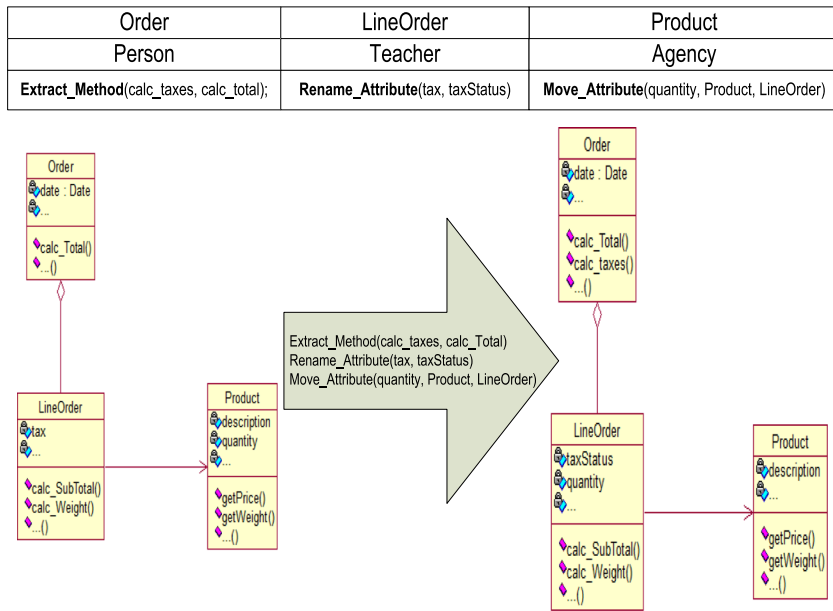 Order LineOrder Product
Person Teacher Agency
Extract_Method(calc_taxes, calc_total); Rename_Attribute(tax, taxStatus) Move_Attribute(quantity, Product, LineOrder)
Order
date : Date
...
calc_Total()
...()
LineOrder
tax
...
calc_SubTotal()
calc_Weight()
...()
Product
description
quantity
...
getPrice()
getWeight()
...()
Extract_Method(calc_taxes, calc_Total)
Rename_Attribute(tax, taxStatus)
Move_Attribute(quantity, Product, LineOrder)
Order
date : Date
...
calc_Total()
calc_taxes()
...()
LineOrder
taxStatus
quantity
...
calc_SubTotal()
calc_Weight()
...()
Product
description
...
getPrice()
getWeight()
...()